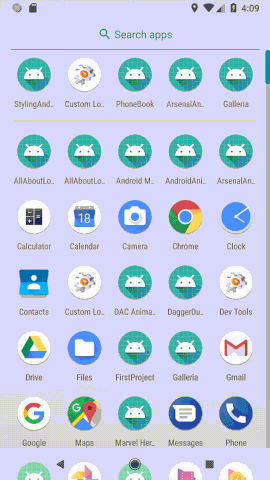 4:09
Search apps
StylingAnd.. Custom Lo.. PhoneBook ArsenalAn.. Galleria
AllAboutLo.. AllAboutLo.. Android M.. AndroidAni.. ArsenalAn..
Calculator Calendar Camera Chrome Clock
Contacts Custom Lo.. DAC Anima.. DaggerDu.. Dev Tools
Drive Files FirstProject Galleria Gmail
Google Maps Marvel Her.. Messages Phone